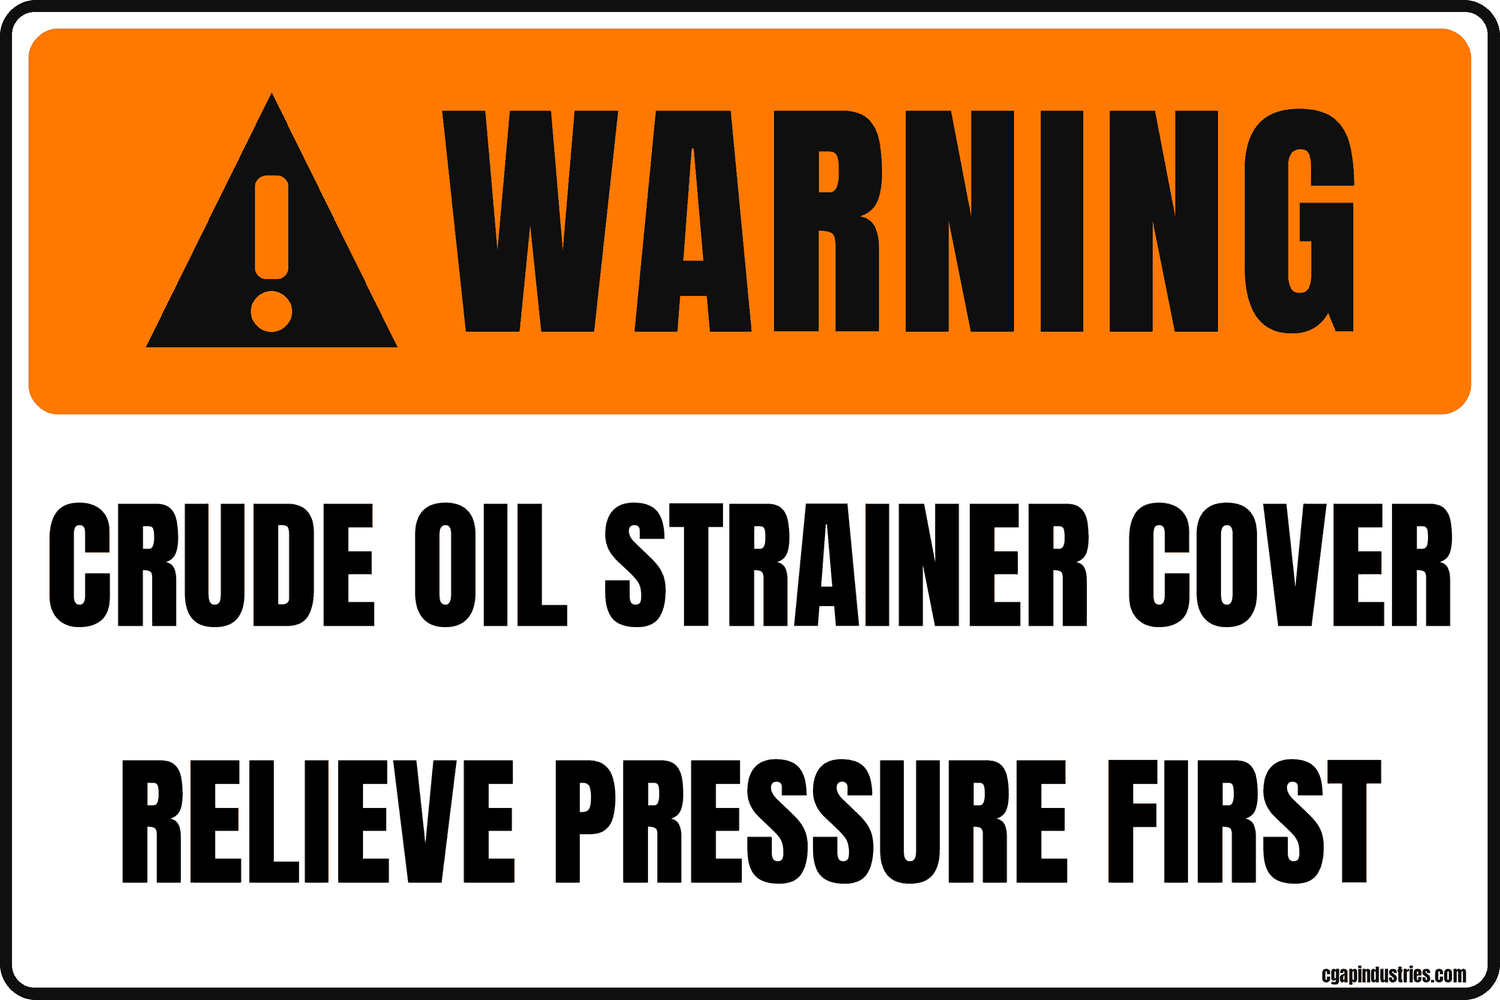 WARNING
CRUDE OIL STRAINER COVER
RELIEVE PRESSURE FIRST
cgapindustries.com